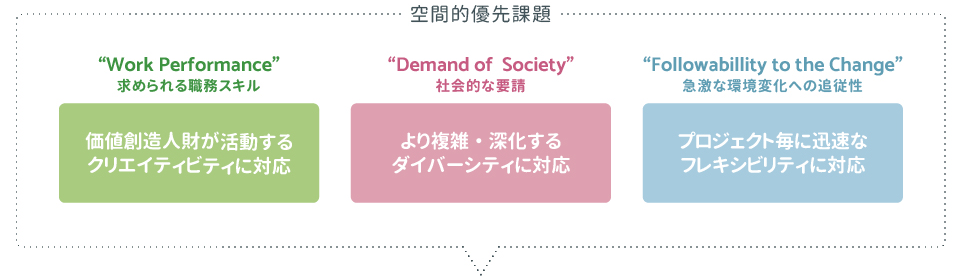 空間的優先課題
“Work Performance”
求められる職務スキル
価値創造人財が活動する
クリエイティビティに対応
“Demand of Society”
社会的な要請
より複雑・深化する
ダイバーシティに対応
“Followabillity to the Change”
急激な環境変化への追従性
プロジェクト毎に迅速な
フレキシビリティに対応